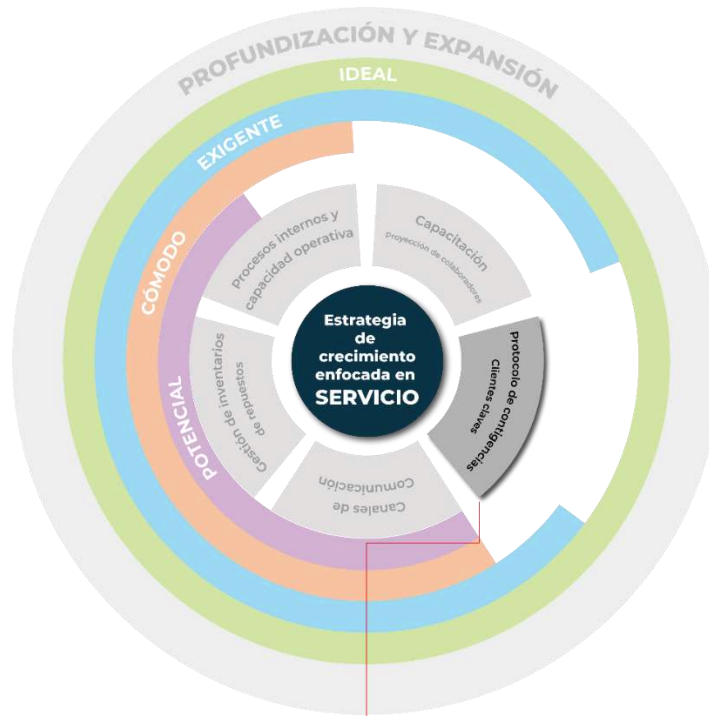 PROFUNDIZACIÓN Y EXPANSIÓN
IDEAL
EXIGENTE
CÓMODO
POTENCIAL
Procesos internos y
capacidad operativa
Capacitación
Proyección de colaboradores
Protocolo de contigencias
Clientes claves
Canales de
Comunicación
Gestión de inventarios
de repuestos
Estrategia
de
crecimiento
enfocada en
SERVICIO